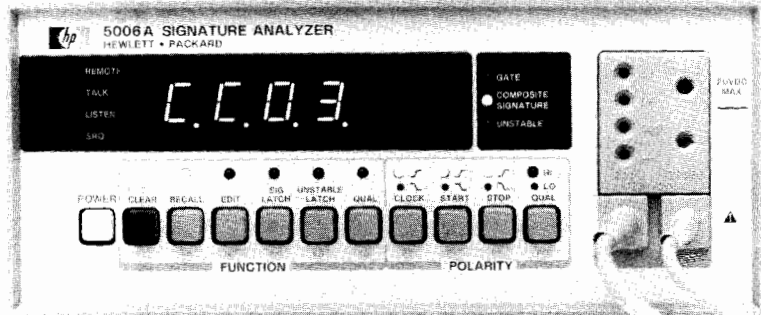 hp 5006A SIGNATURE ANALYZER
HEWLETT • PACKARD
REMOTE
TALK
LISTEN
SRQ
C.C.0.3.
GATE
COMPOSITE
SIGNATURE
UNSTABLE
MAX
HI
LO
POWER CLEAR RECALL EDIT SIG LATCH UNSTABLE LATCH QUAL CLOCK START STOP QUAL
FUNCTION POLARITY